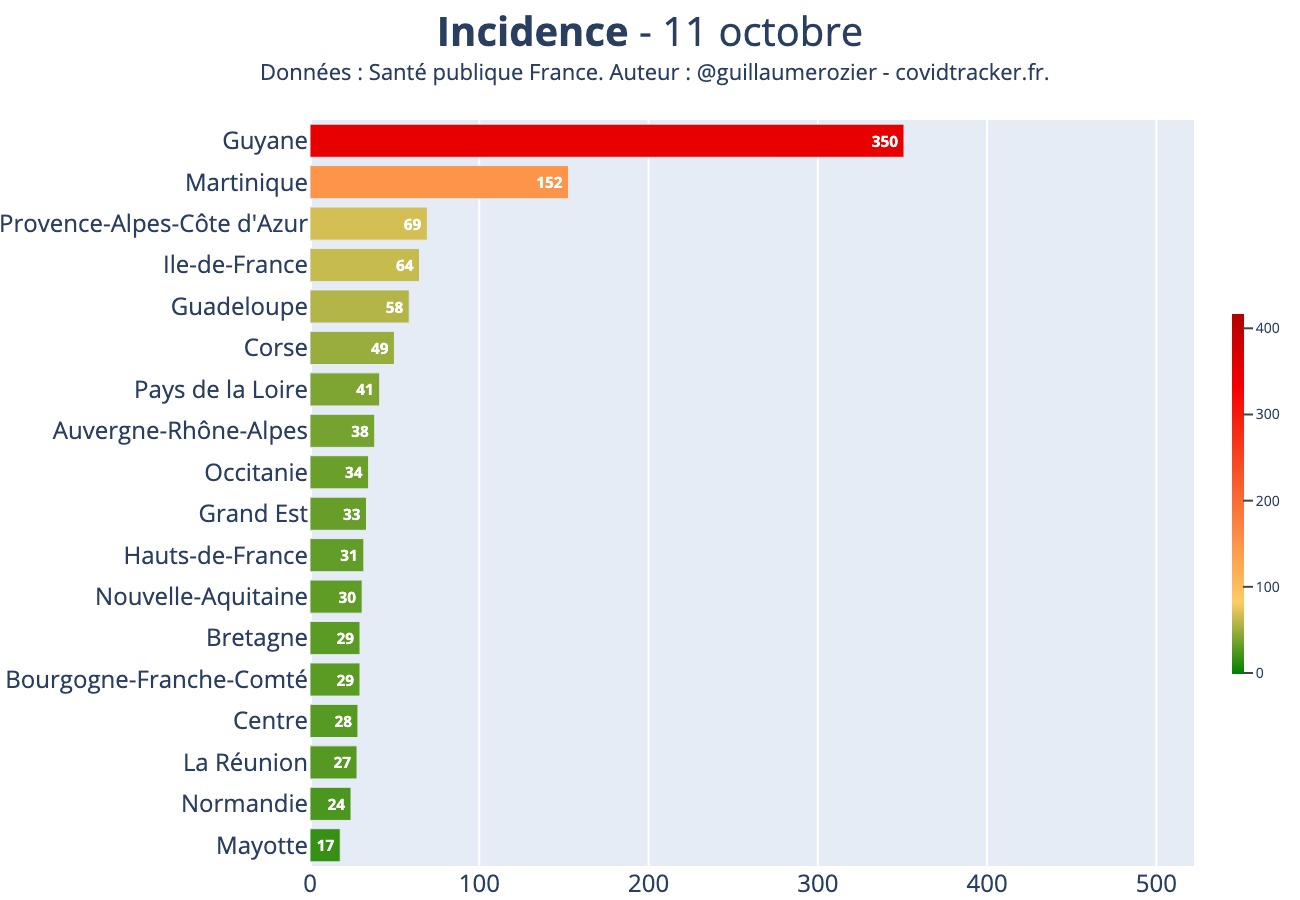 Incidence - 11 octobre
Données : Santé publique France. Auteur : @guillaumerozier - covidtracker.fr.
Guyane 350
Martinique 152
Provence-Alpes-Côte d'Azur 69
Ile-de-France 64
Guadeloupe 58
Corse 49
Pays de la Loire 41
Auvergne-Rhône-Alpes 38
Occitanie 34
Grand Est 33
Hauts-de-France 31
Nouvelle-Aquitaine 30
Bretagne 29
Bourgogne-Franche-Comté 29
Centre 28
La Réunion 27
Normandie 24
Mayotte 17
0 100 200 300 400 500
400
300
200
100
0